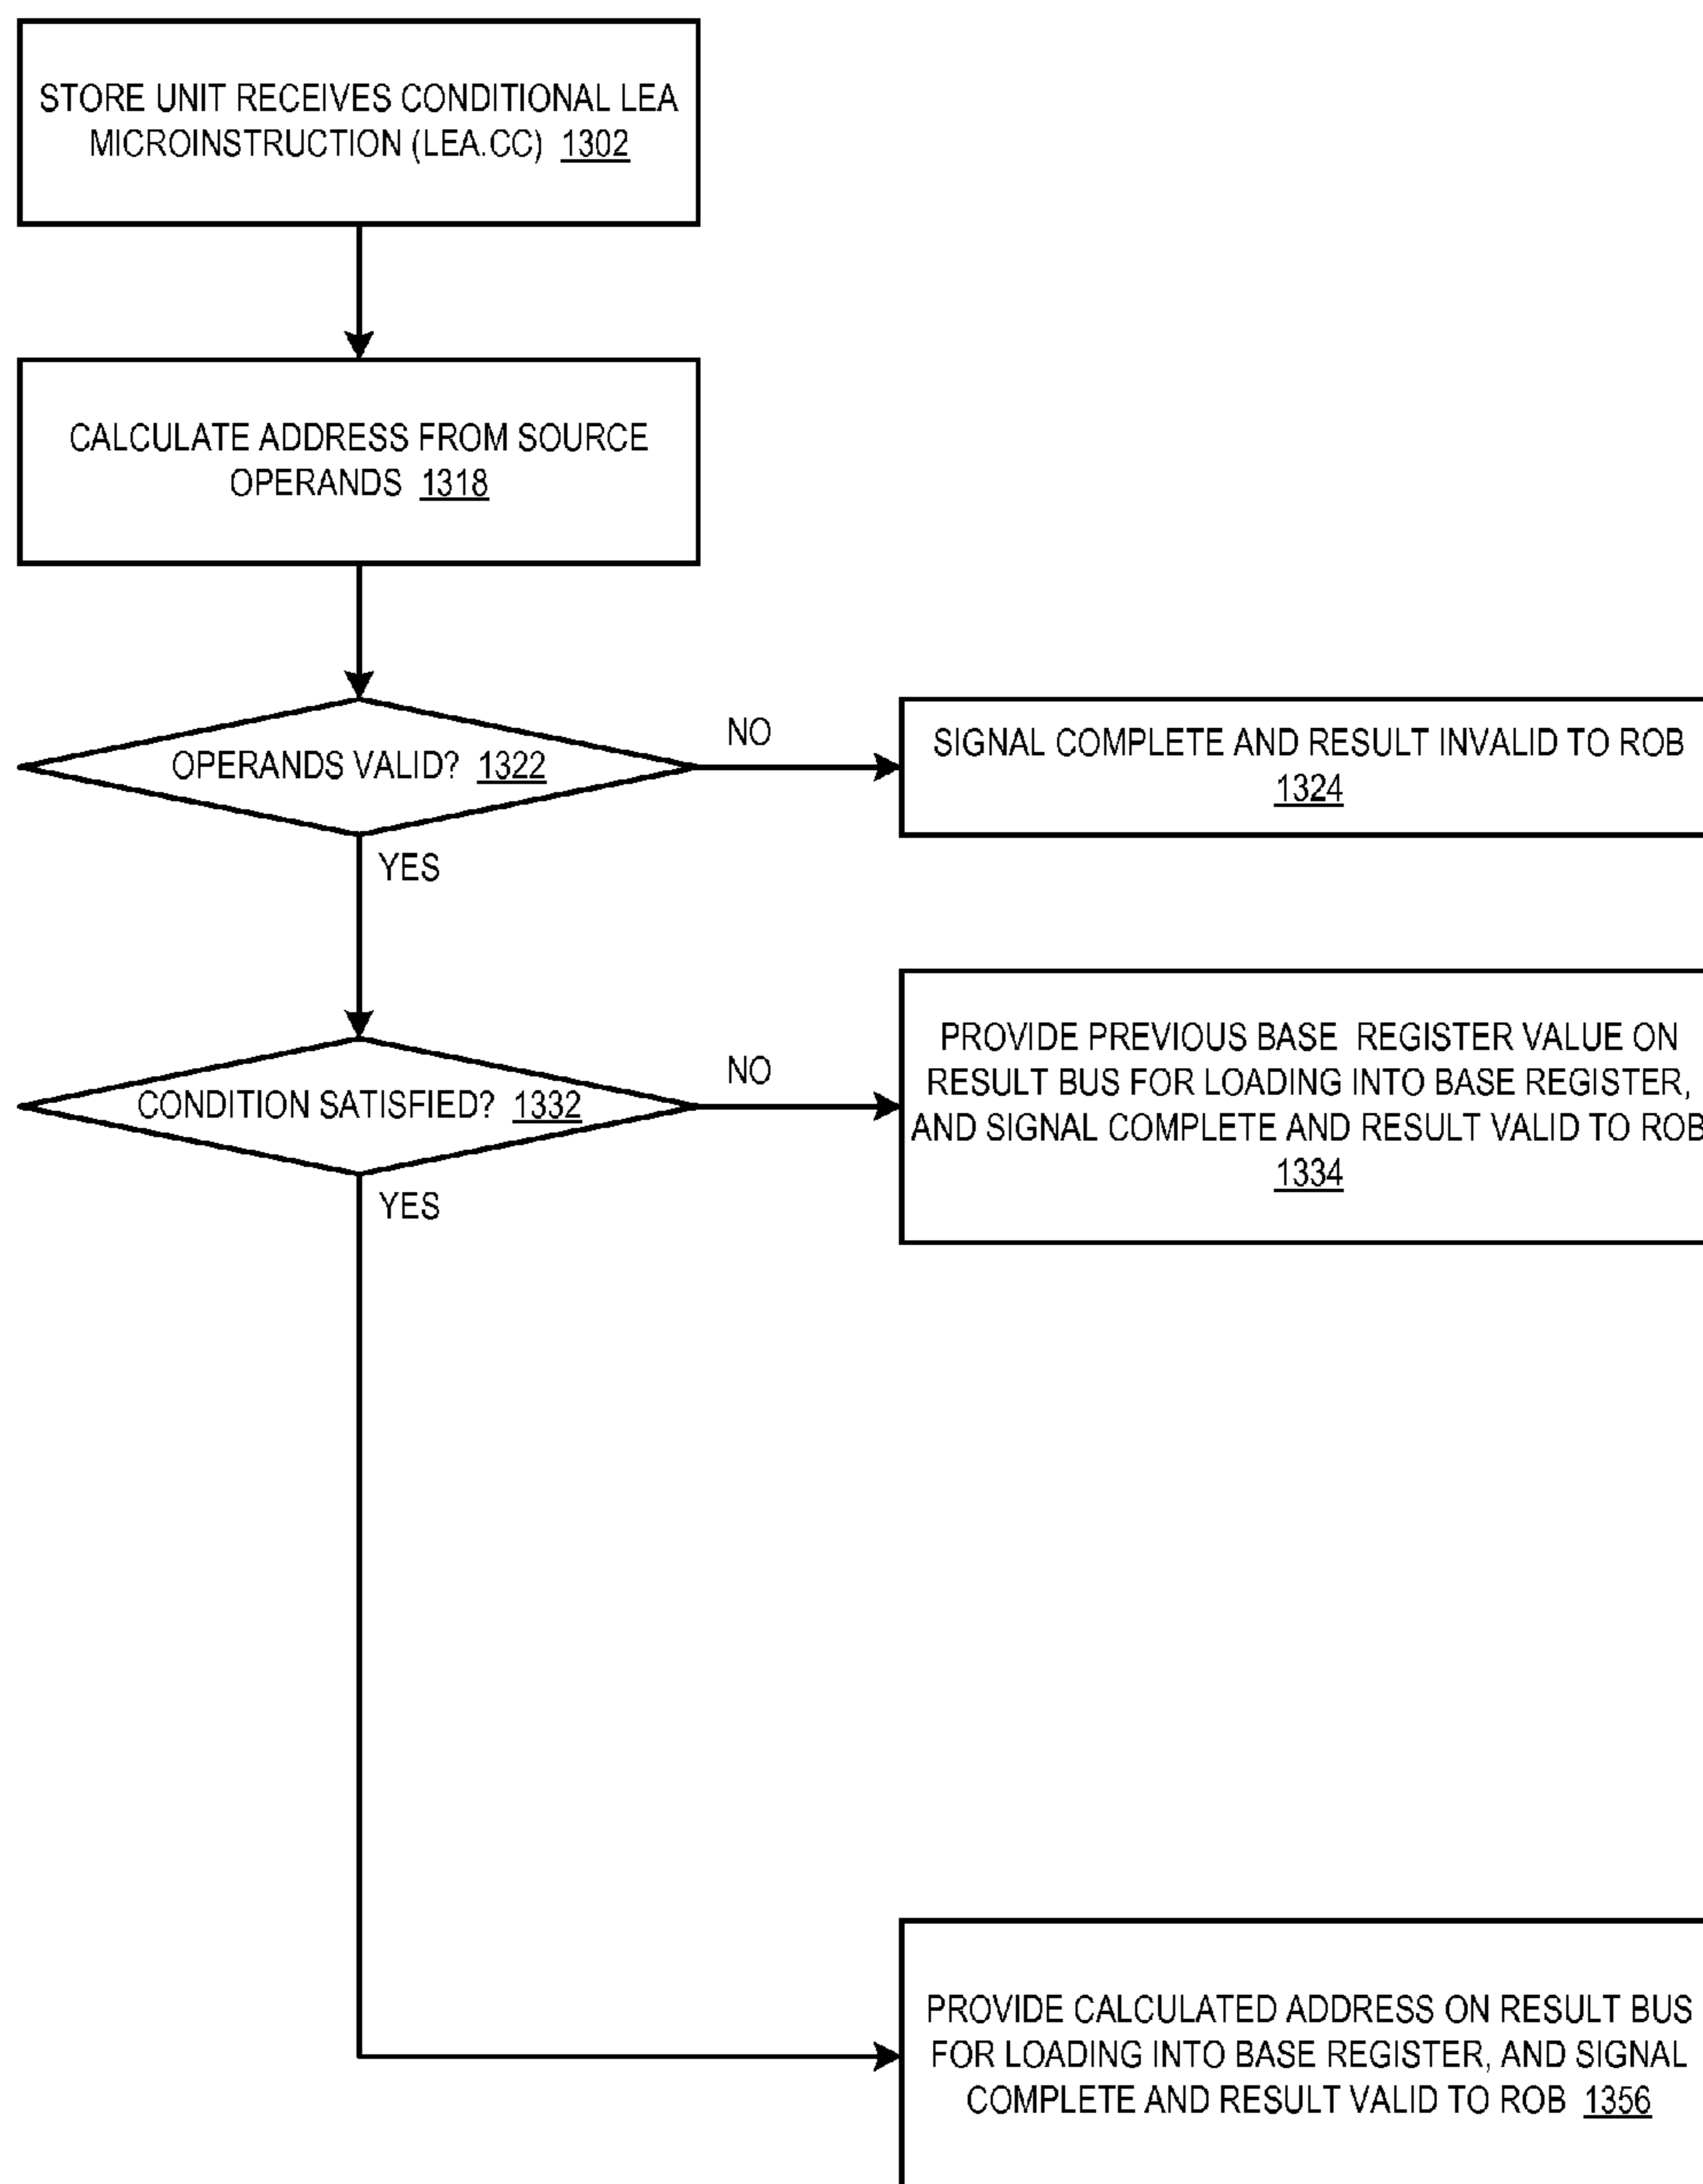 STORE UNIT RECEIVES CONDITIONAL LEA
MICROINSTRUCTION (LEA.CC) 1302
CALCULATE ADDRESS FROM SOURCE
OPERANDS 1318
OPERANDS VALID? 1322
NO
SIGNAL COMPLETE AND RESULT INVALID TO ROB
1324
YES
CONDITION SATISFIED? 1332
NO
PROVIDE PREVIOUS BASE REGISTER VALUE ON
RESULT BUS FOR LOADING INTO BASE REGISTER,
AND SIGNAL COMPLETE AND RESULT VALID TO ROB
1334
YES
PROVIDE CALCULATED ADDRESS ON RESULT BUS
FOR LOADING INTO BASE REGISTER, AND SIGNAL
COMPLETE AND RESULT VALID TO ROB 1356